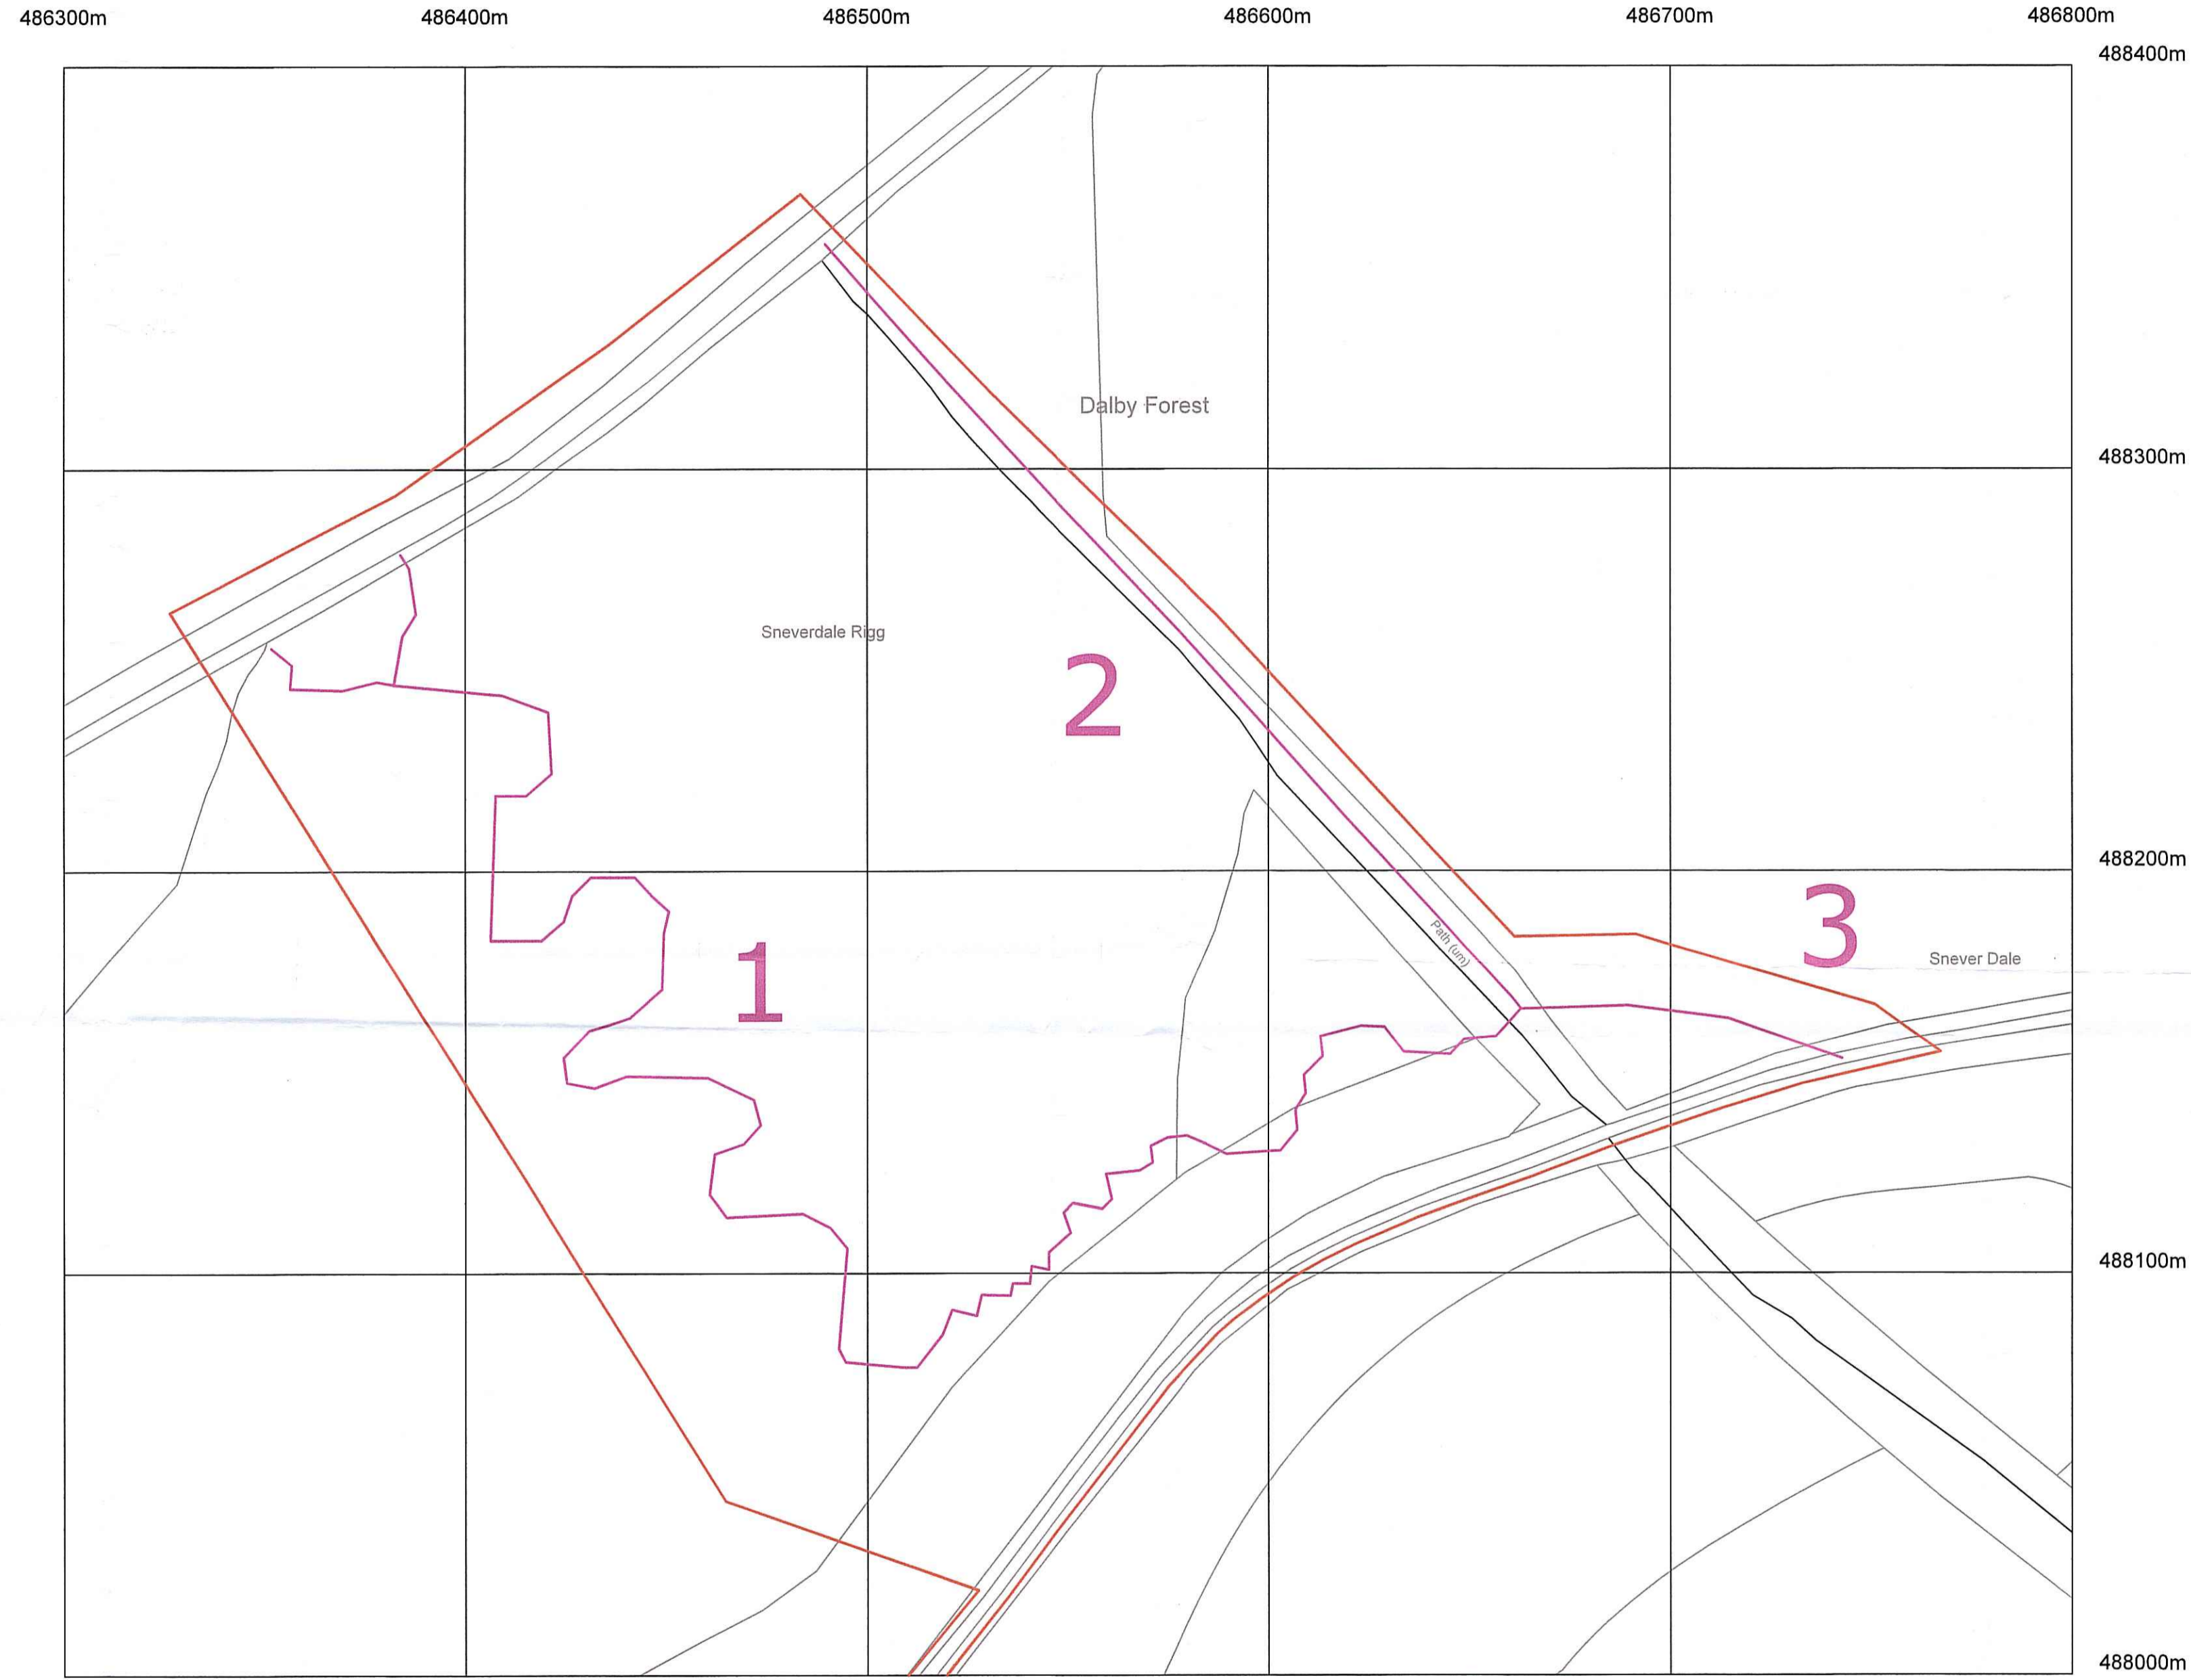 486300m 486400m 486500m 486600m 486700m 486800m
488400m
Dalby Forest
488300m
Sneverdale Rigg
2
488200m
3
Path (um)
Snever Dale
1
488100m
488000m